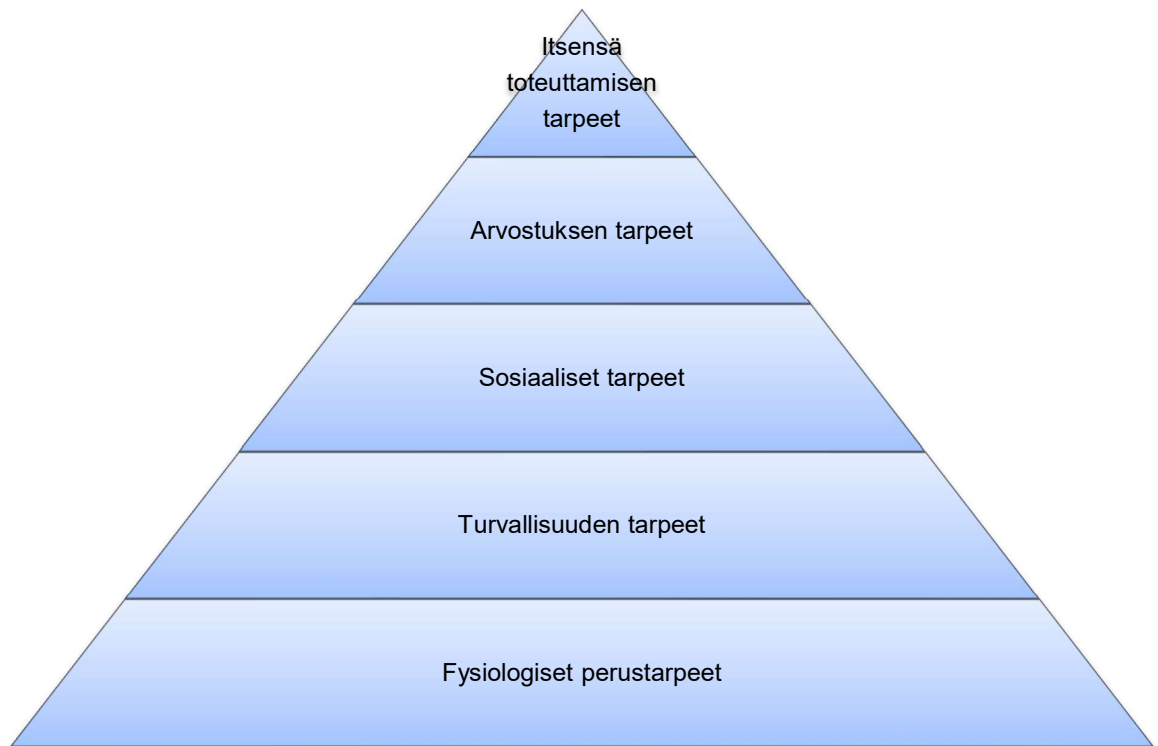 Itsensä
toteuttamisen
tarpeet
Arvostuksen tarpeet
Sosiaaliset tarpeet
Turvallisuuden tarpeet
Fysiologiset perustarpeet